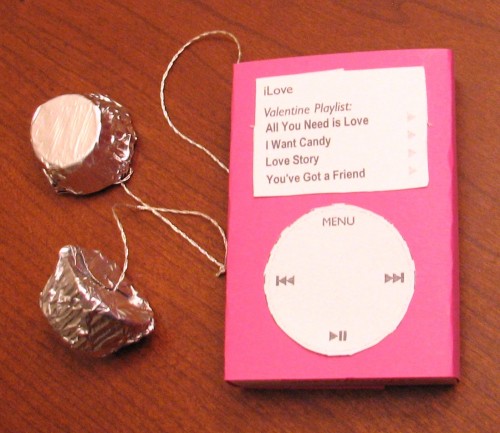 iLove
Valentine Playlist:
All You Need is Love
I Want Candy
Love Story
You've Got a Friend
MENU